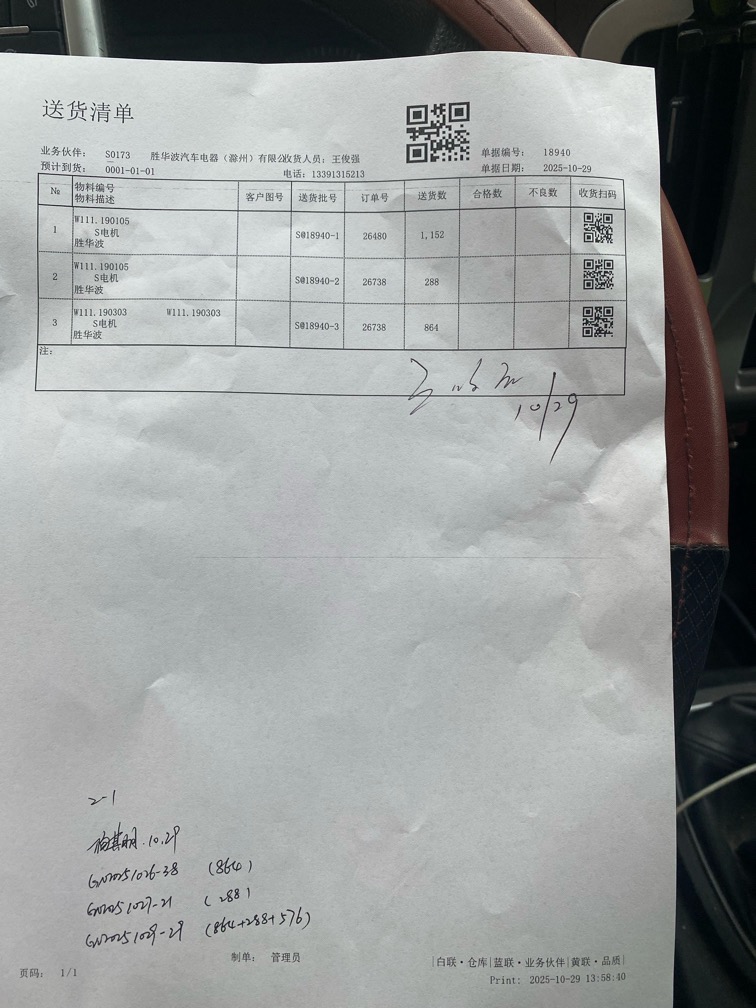 送货清单
业务伙伴： S0173 胜华波汽车电器（滁州）有限公 收货人员：王俊强 单据编号： 18940
预计到货： 0001-01-01 电话：13391315213 单据日期： 2025-10-29
№ 物料编号 物料描述 客户图号 送货批号 订单号 送货数 合格数 不良数 收货扫码
1 W111.190105 S@18940-1 26480 1,152
S电机
胜华波
2 W111.190105 S@18940-2 26738 288
S电机
胜华波
3 W111.190303 W111.190303 S@18940-3 26738 864
S电机
胜华波
注:
10/29
2-1
10.29
GW20251026-28 (864)
GW20251027-21 (288)
GW20251029-29 (864+288+576)
制单： 管理员
|白联·仓库|蓝联·业务伙伴|黄联·品质|
页码： 1/1
Print: 2025-10-29 13:58:40